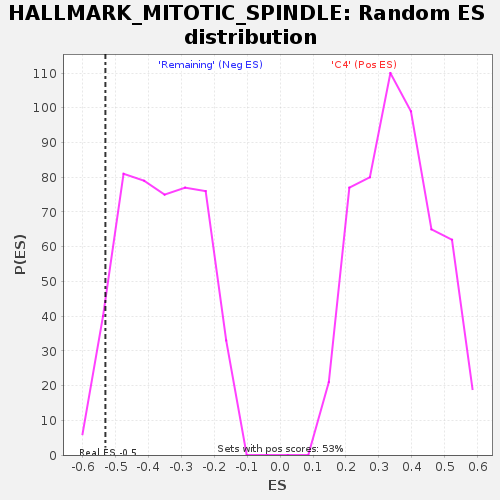 HALLMARK_MITOTIC_SPINDLE: Random ES
distribution
'Remaining' (Neg ES) 'C4' (Pos ES)
110
100
90
80
70
60
50
40
30
20
10
0
P(ES)
Real ES -0.5
Sets with pos scores: 53%
-0.6 -0.5 -0.4 -0.3 -0.2 -0.1 0.0 0.1 0.2 0.3 0.4 0.5 0.6
ES